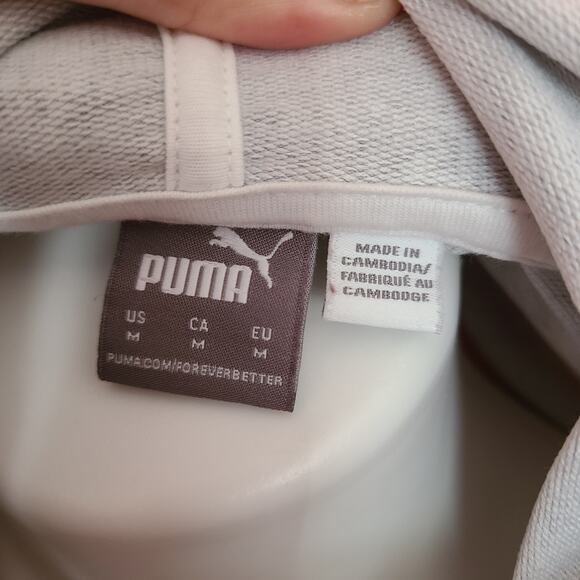 PUMA
US CA EU
M M M
PUMA.COM/FOREVERBETTER
MADE IN
CAMBODIA/
FABRIQUÉ AU
CAMBODGE